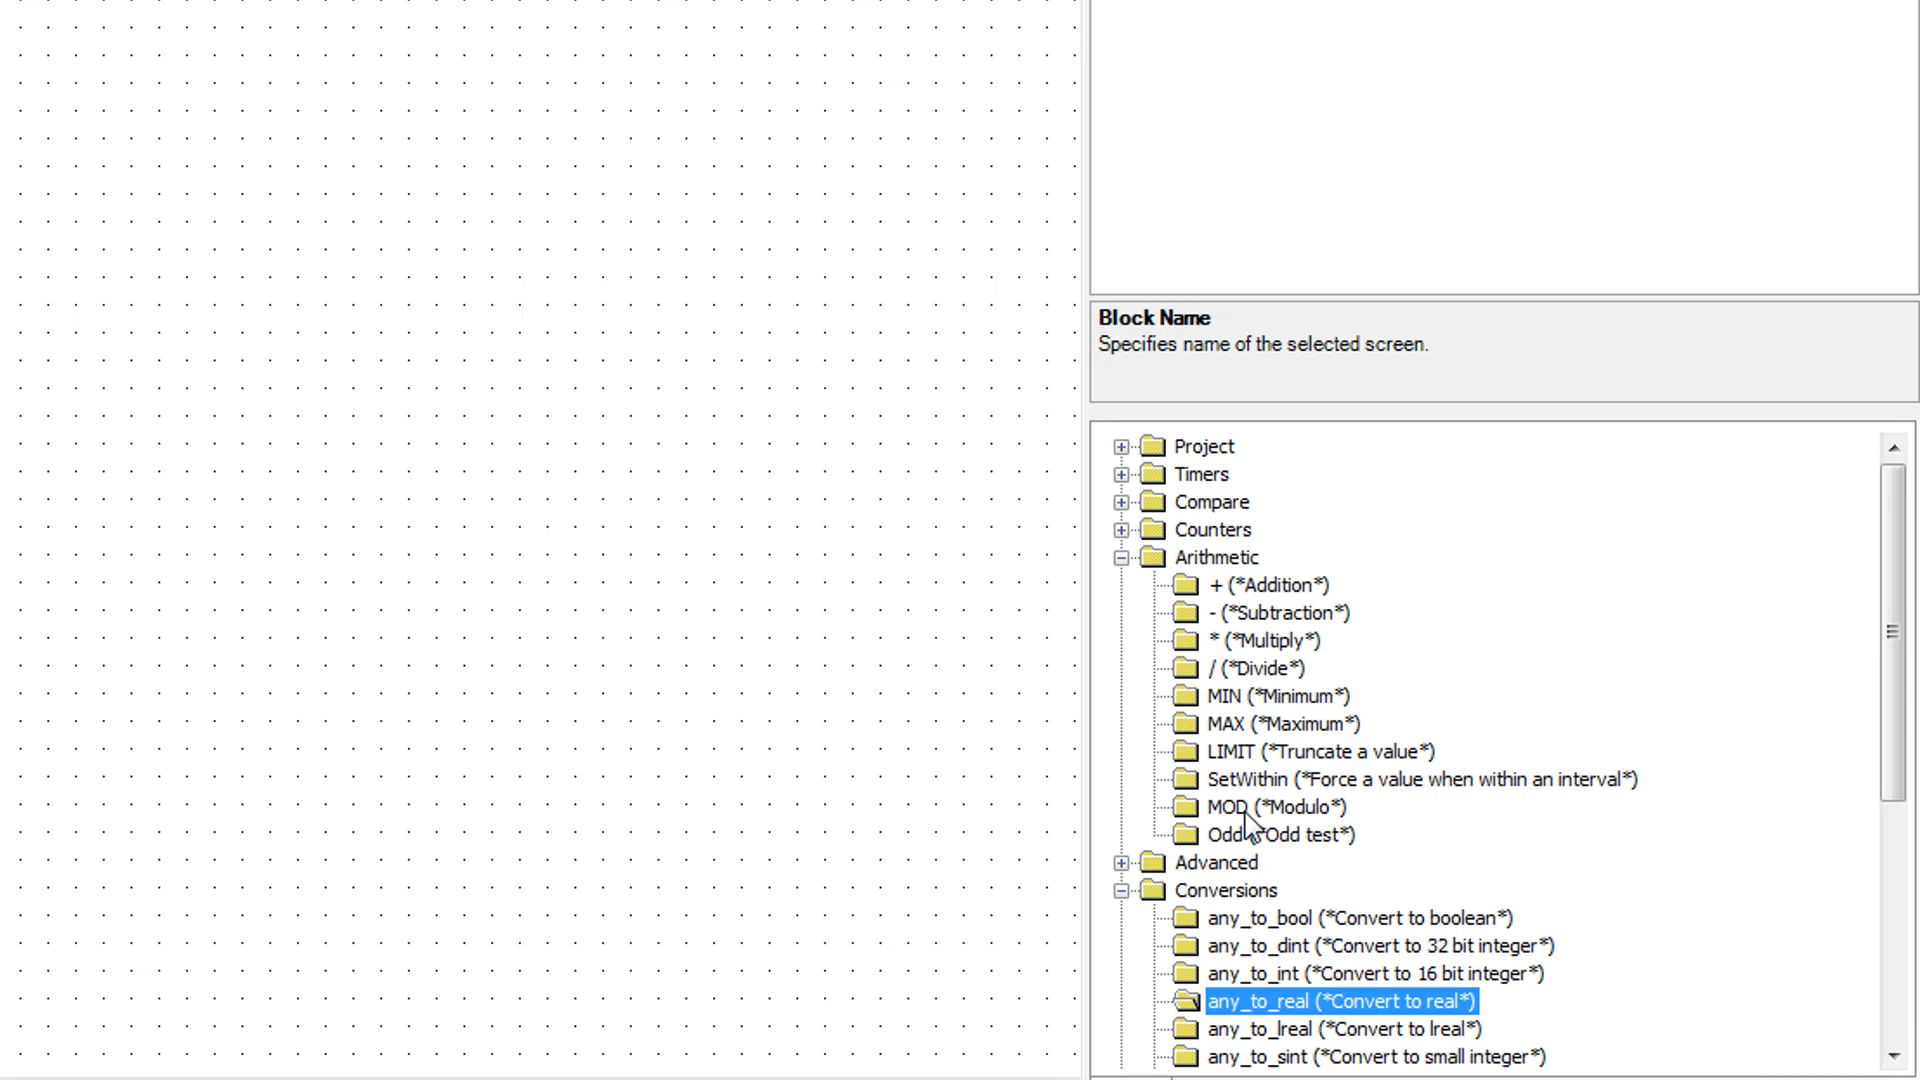 Block Name
Specifies name of the selected screen.
Project
Timers
Compare
Counters
Arithmetic
+ (*Addition*)
- (*Subtraction*)
* (*Multiply*)
/ (*Divide*)
MIN (*Minimum*)
MAX (*Maximum*)
LIMIT (*Truncate a value*)
SetWithin (*Force a value when within an interval*)
MOD (*Modulo*)
Odd (*Odd test*)
Advanced
Conversions
any_to_bool (*Convert to boolean*)
any_to_dint (*Convert to 32 bit integer*)
any_to_int (*Convert to 16 bit integer*)
any_to_real (*Convert to real*)
any_to_lreal (*Convert to lreal*)
any_to_sint (*Convert to small integer*)